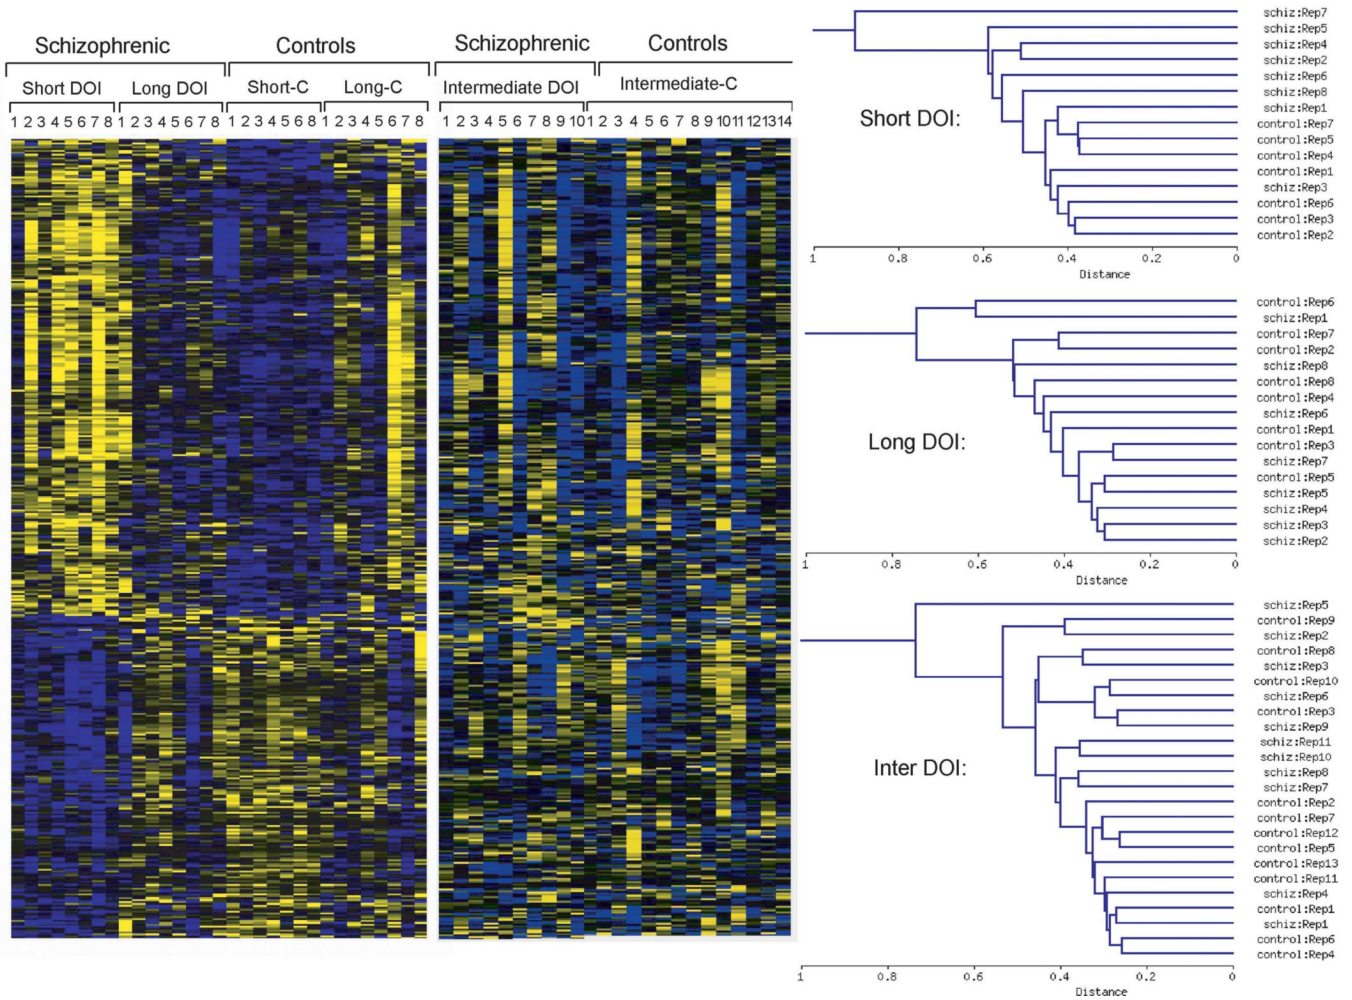 Schizophrenic Controls
Short DOI Long DOI Short-C Long-C
1 2 3 4 5 6 7 8 1 2 3 4 5 6 7 8 1 2 3 4 5 6 7 8 1 2 3 4 5 6 7 8
Schizophrenic Controls
Intermediate DOI Intermediate-C
1 2 3 4 5 6 7 8 9 10 1 2 3 4 5 6 7 8 9 10 11 12 13 14
Short DOI:
schiz:Rep7
schiz:Rep5
schiz:Rep4
schiz:Rep2
schiz:Rep6
schiz:Rep8
schiz:Rep1
control:Rep7
control:Rep5
control:Rep4
control:Rep1
schiz:Rep3
control:Rep6
control:Rep3
control:Rep2
1 0.8 0.6 0.4 0.2 0
Distance
Long DOI:
control:Rep6
schiz:Rep1
control:Rep7
control:Rep2
schiz:Rep8
control:Rep8
control:Rep4
schiz:Rep6
control:Rep1
control:Rep3
schiz:Rep7
control:Rep5
schiz:Rep5
schiz:Rep4
schiz:Rep3
schiz:Rep2
1 0.8 0.6 0.4 0.2 0
Distance
Inter DOI:
schiz:Rep5
control:Rep9
schiz:Rep2
control:Rep8
schiz:Rep3
control:Rep10
schiz:Rep6
control:Rep3
schiz:Rep9
schiz:Rep11
schiz:Rep10
schiz:Rep8
schiz:Rep7
control:Rep2
control:Rep7
control:Rep12
control:Rep5
control:Rep13
control:Rep11
schiz:Rep4
control:Rep1
schiz:Rep1
control:Rep6
control:Rep4
1 0.8 0.6 0.4 0.2 0
Distance